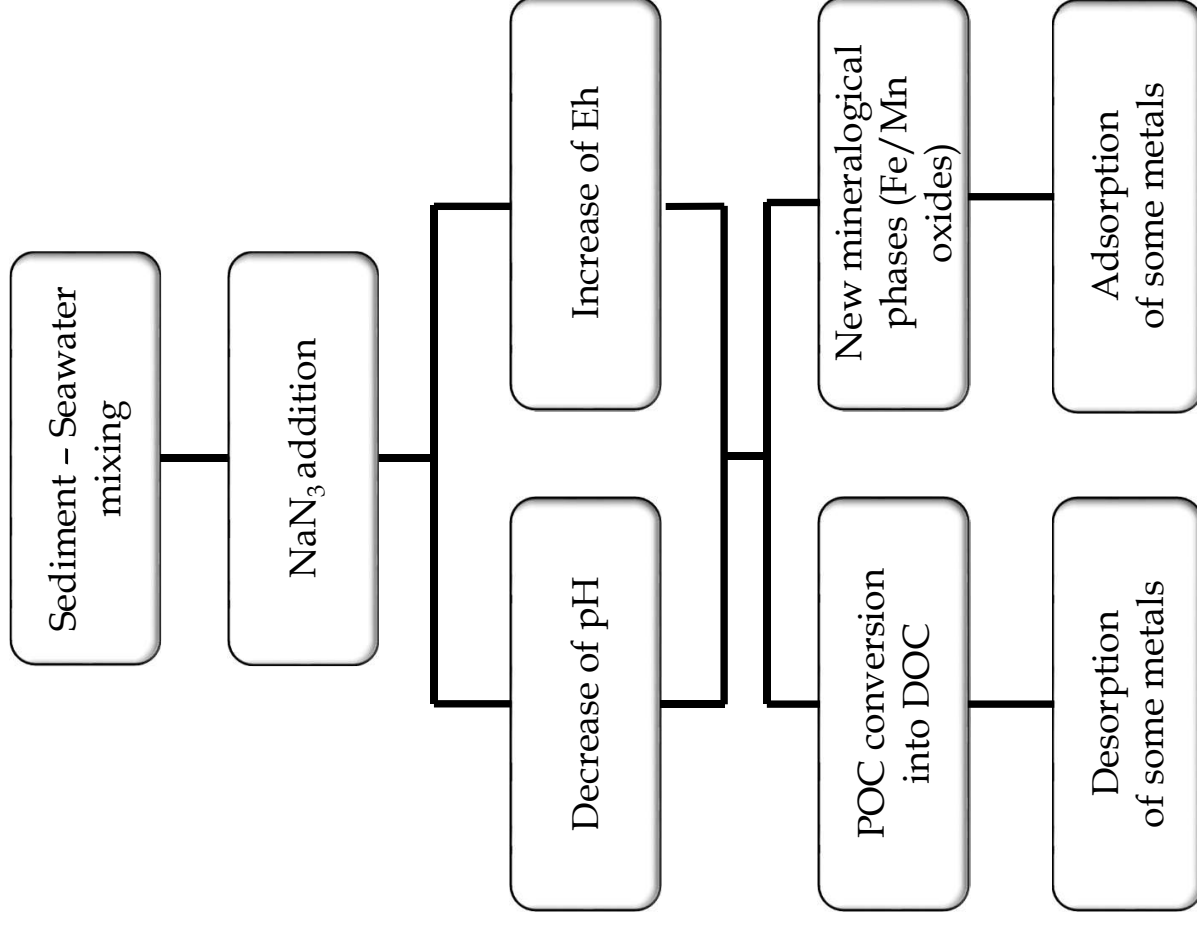 Sediment – Seawater
mixing
NaN₃ addition
Decrease of pH
Increase of Eh
POC conversion
into DOC
New mineralogical
phases (Fe/Mn
oxides)
Desorption
of some metals
Adsorption
of some metals